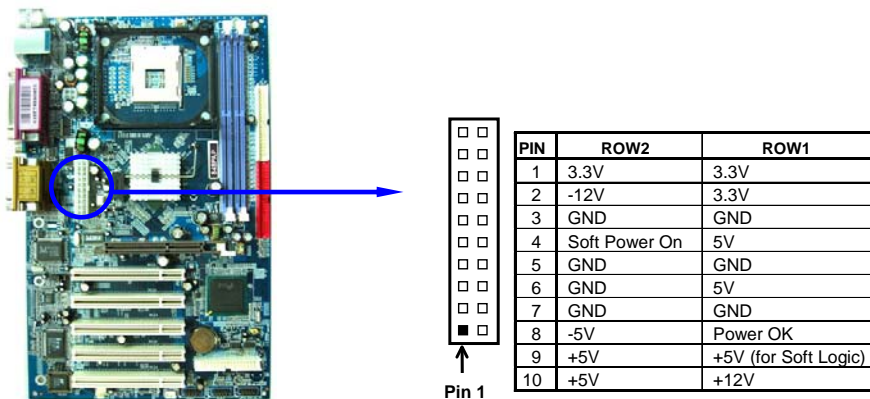 PIN ROW2 ROW1
1 3.3V 3.3V
2 -12V 3.3V
3 GND GND
4 Soft Power On 5V
5 GND GND
6 GND 5V
7 GND GND
8 -5V Power OK
9 +5V +5V (for Soft Logic)
10 +5V +12V
Pin 1